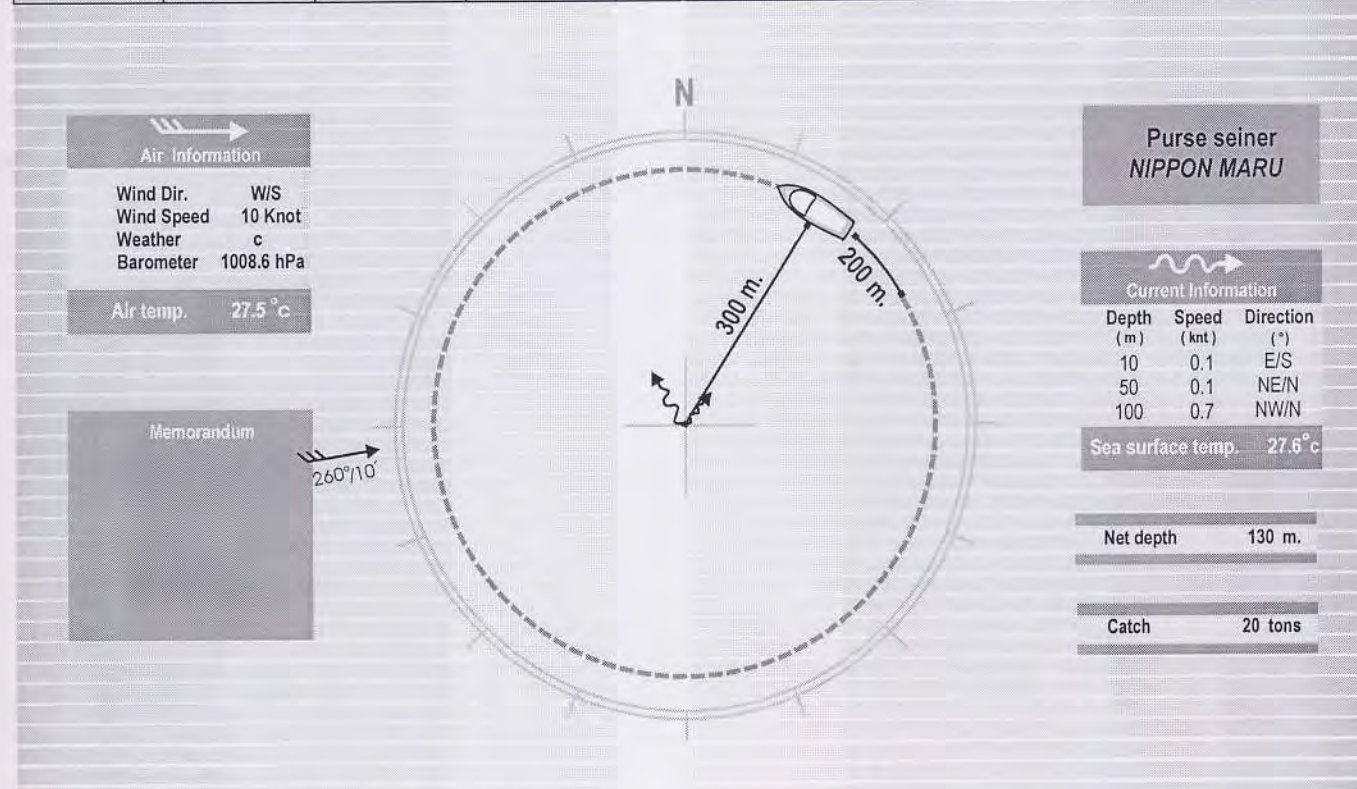 N
Air Information
Wind Dir. W/S
Wind Speed 10 Knot
Weather c
Barometer 1008.6 hPa
Air temp. 27.5 °c
Memorandum
260°/10'
300 m.
200 m.
Purse seiner
NIPPON MARU
Current Information
Depth Speed Direction
( m ) ( knt ) ( ° )
10 0.1 E/S
50 0.1 NE/N
100 0.7 NW/N
Sea surface temp. 27.6°c
Net depth 130 m.
Catch 20 tons